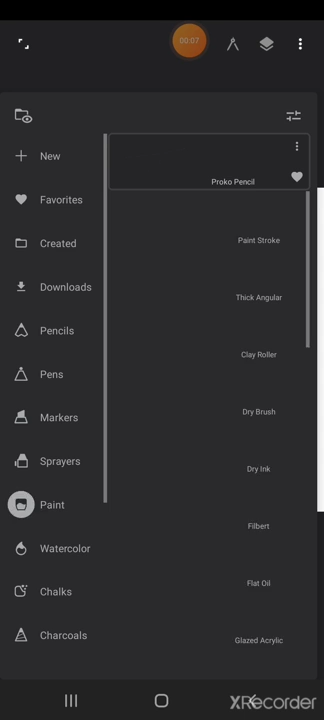 00:07
New
Proko Pencil
Favorites
Paint Stroke
Created
Downloads
Thick Angular
Pencils
Clay Roller
Pens
Dry Brush
Markers
Sprayers
Dry Ink
Paint
Filbert
Watercolor
Flat Oil
Chalks
Charcoals
Glazed Acrylic
XRecorder